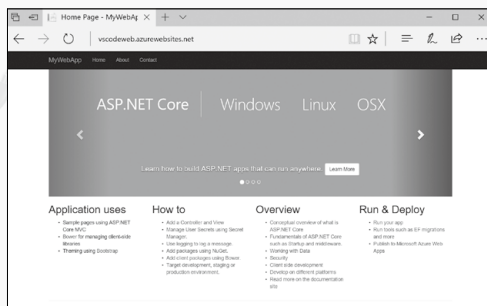 Home Page - MyWebAp
vscodeweb.azurewebsites.net
MyWebApp Home About Contact
ASP.NET Core Windows Linux OSX
Learn how to build ASP.NET apps that can run anywhere. Learn More
Application uses
Sample pages using ASP.NET
Core MVC
Bower for managing client-side
libraries
Theming using Bootstrap
How to
Add a Controller and View
Manage User Secrets using Secret
Manager.
Use logging to log a message.
Add packages using NuGet.
Add client packages using Bower.
Target development, staging or
production environment.
Overview
Conceptual overview of what is
ASP.NET Core
Fundamentals of ASP.NET Core
such as Startup and middleware.
Working with Data
Security
Client side development
Develop on different platforms
Read more on the documentation
site
Run & Deploy
Run your app
Run tools such as EF migrations
and more
Publish to Microsoft Azure Web
Apps